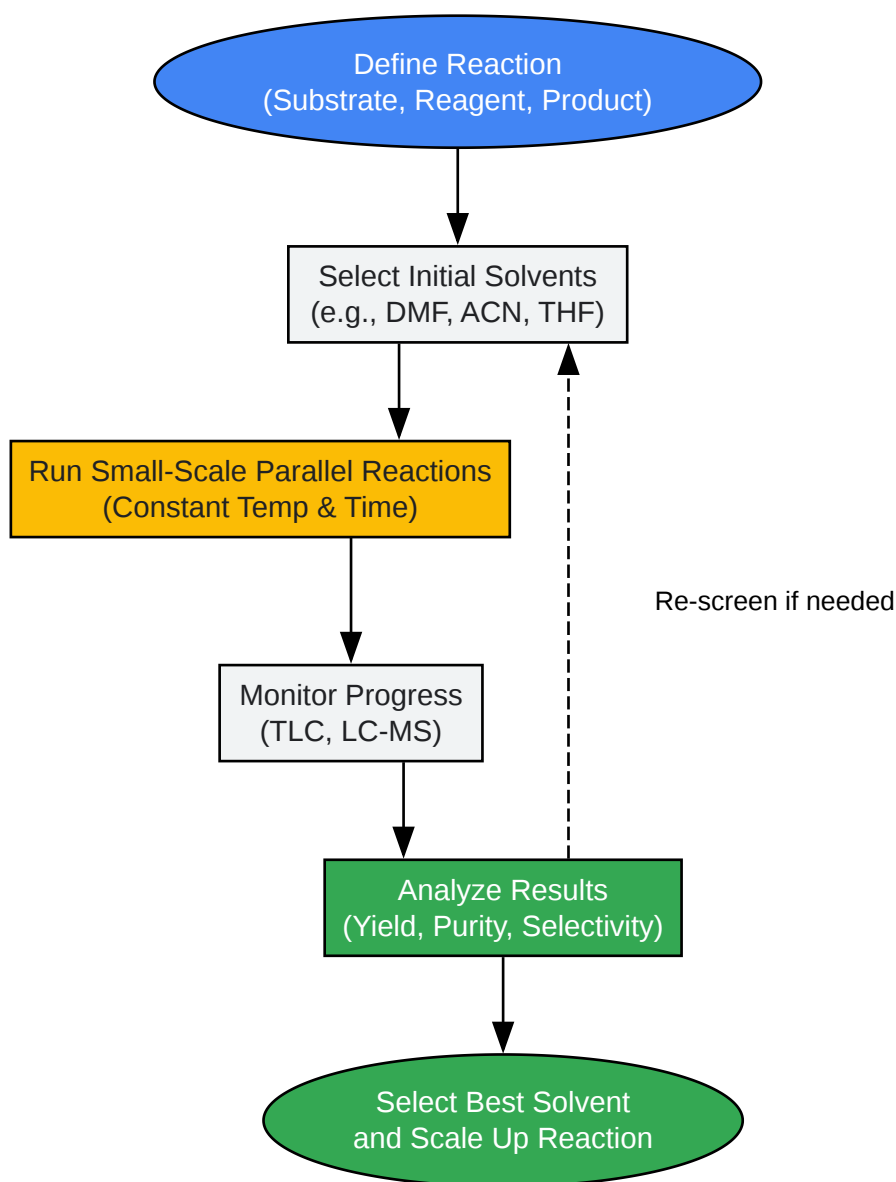 Define Reaction
(Substrate, Reagent, Product)
Select Initial Solvents
(e.g., DMF, ACN, THF)
Run Small-Scale Parallel Reactions
(Constant Temp & Time)
Re-screen if needed
Monitor Progress
(TLC, LC-MS)
Analyze Results
(Yield, Purity, Selectivity)
Select Best Solvent
and Scale Up Reaction